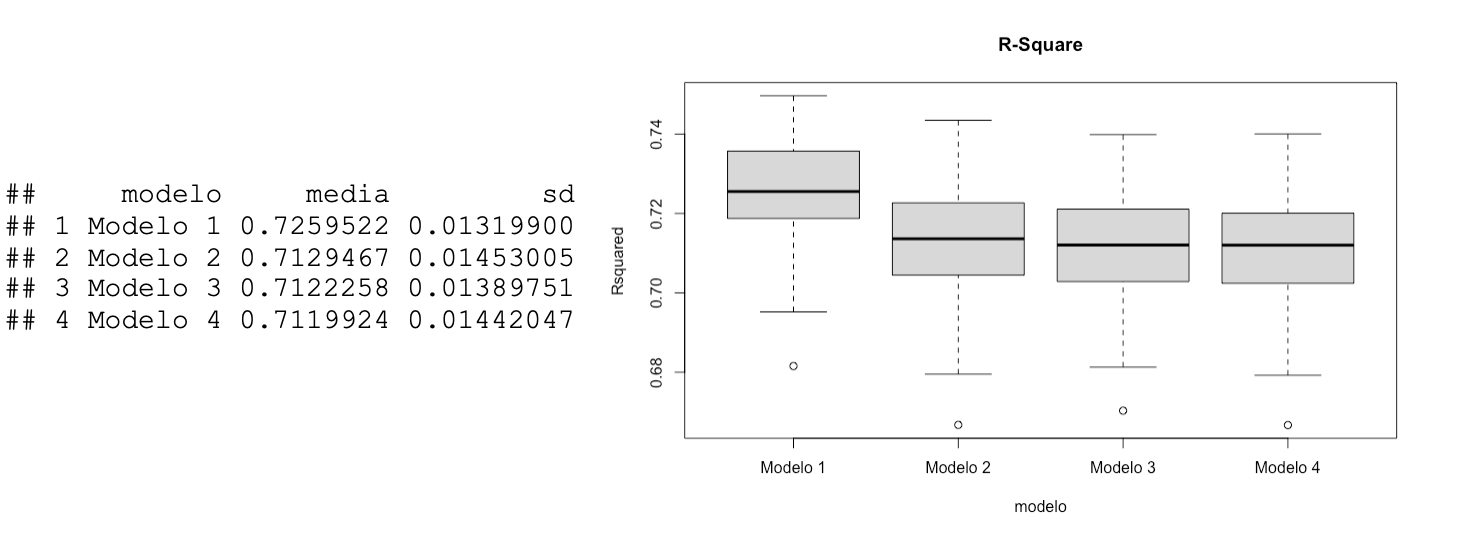 ##     modelo     media         sd
## 1 Modelo 1 0.7259522 0.01319900
## 2 Modelo 2 0.7129467 0.01453005
## 3 Modelo 3 0.7122258 0.01389751
## 4 Modelo 4 0.7119924 0.01442047
R-Square
Rsquared
0.74
0.72
0.70
0.68
Modelo 1 Modelo 2 Modelo 3 Modelo 4
modelo